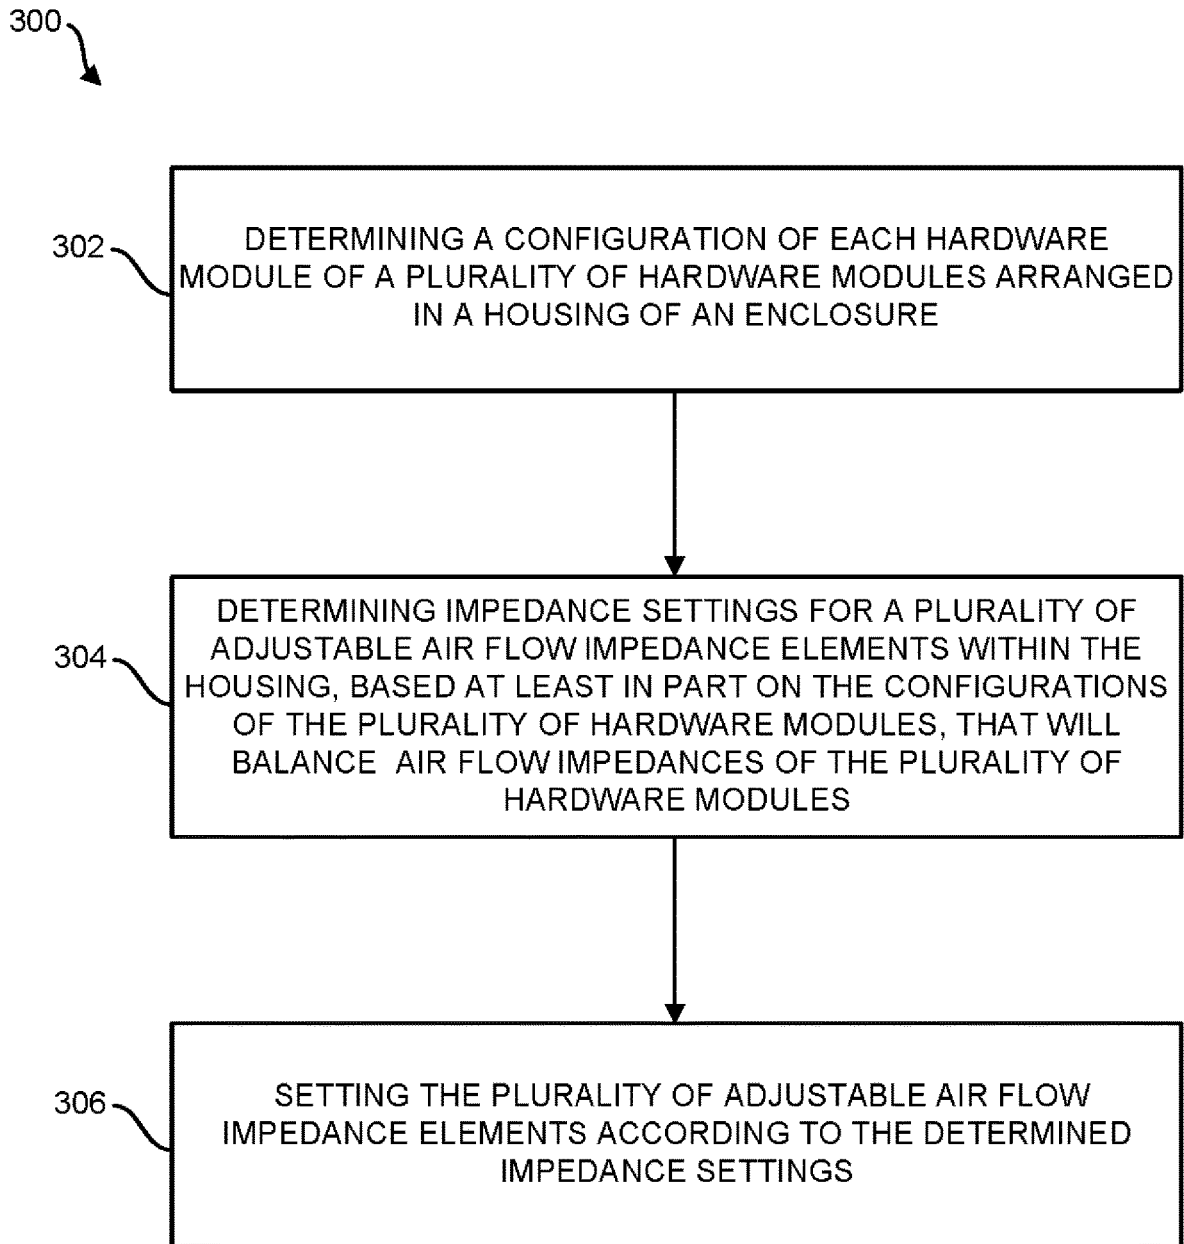 300
302
DETERMINING A CONFIGURATION OF EACH HARDWARE
MODULE OF A PLURALITY OF HARDWARE MODULES ARRANGED
IN A HOUSING OF AN ENCLOSURE
304
DETERMINING IMPEDANCE SETTINGS FOR A PLURALITY OF
ADJUSTABLE AIR FLOW IMPEDANCE ELEMENTS WITHIN THE
HOUSING, BASED AT LEAST IN PART ON THE CONFIGURATIONS
OF THE PLURALITY OF HARDWARE MODULES, THAT WILL
BALANCE AIR FLOW IMPEDANCES OF THE PLURALITY OF
HARDWARE MODULES
306
SETTING THE PLURALITY OF ADJUSTABLE AIR FLOW
IMPEDANCE ELEMENTS ACCORDING TO THE DETERMINED
IMPEDANCE SETTINGS